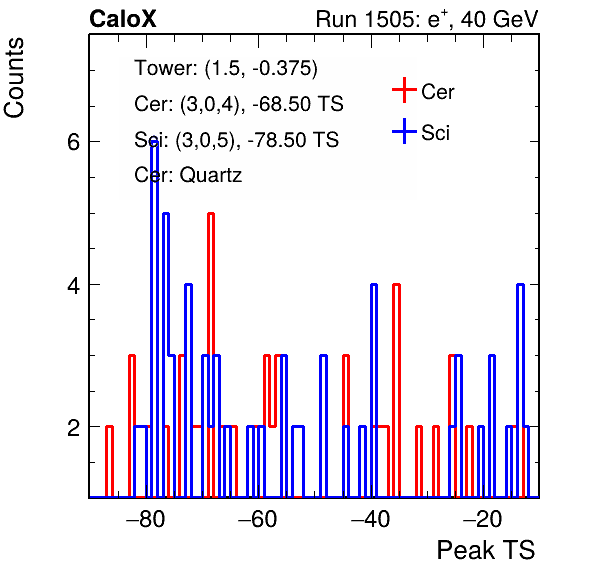 CaloX Run 1505: e⁺, 40 GeV
Counts
Tower: (1.5, -0.375)
Cer: (3,0,4), -68.50 TS
Sci: (3,0,5), -78.50 TS
Cer: Quartz
Cer
Sci
6
4
2
−80 −60 −40 −20
Peak TS